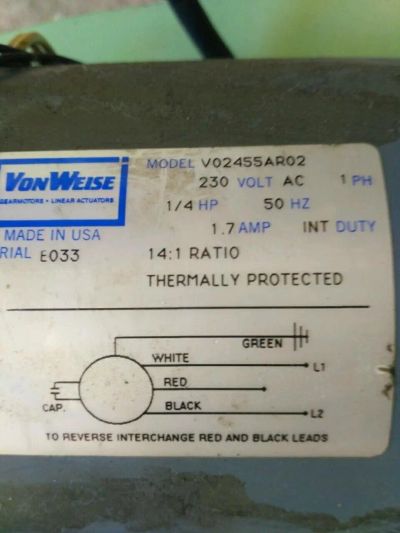 MODEL V02455AR02
VON WEISE
GEARMOTORS • LINEAR ACTUATORS
230 VOLT AC 1 PH
1/4 HP 50 HZ
MADE IN USA
1.7 AMP INT DUTY
RIAL E033
14:1 RATIO
THERMALLY PROTECTED
GREEN
WHITE
L1
RED
CAP.
BLACK
L2
TO REVERSE INTERCHANGE RED AND BLACK LEADS